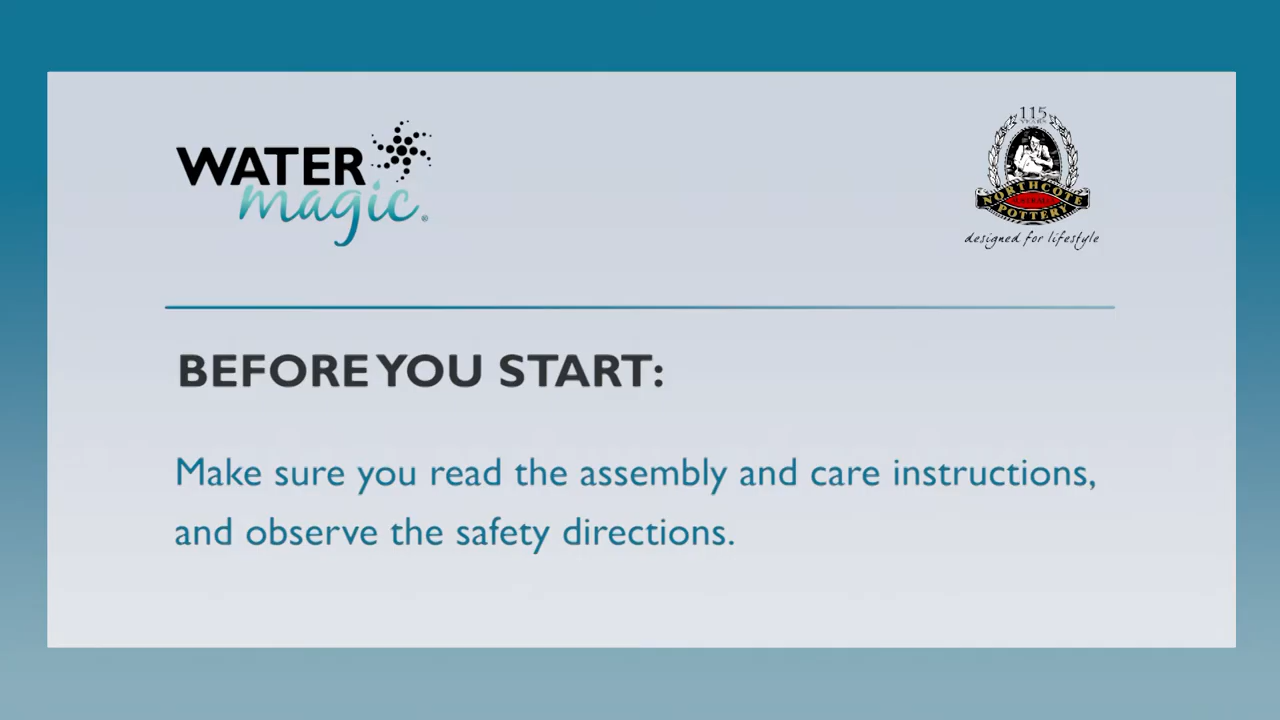 WATER
magic®
115
YEARS
NORTHCOTE
POTTERY
designed for lifestyle
BEFORE YOU START:
Make sure you read the assembly and care instructions,
and observe the safety directions.